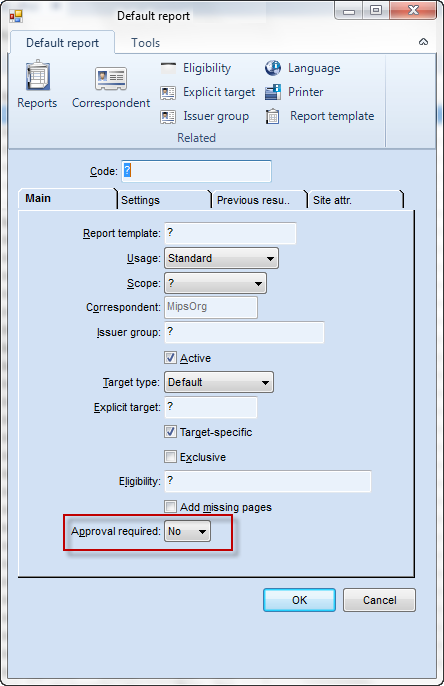 Default report
Default report Tools
Reports Correspondent Eligibility Language
Explicit target Printer
Issuer group Report template
Related
Code: ?
Main Settings Previous resu.. Site attr.
Report template: ?
Usage: Standard
Scope: ?
Correspondent: MipsOrg
Issuer group: ?
Active
Target type: Default
Explicit target: ?
Target-specific
Exclusive
Eligibility: ?
Add missing pages
Approval required: No
OK Cancel